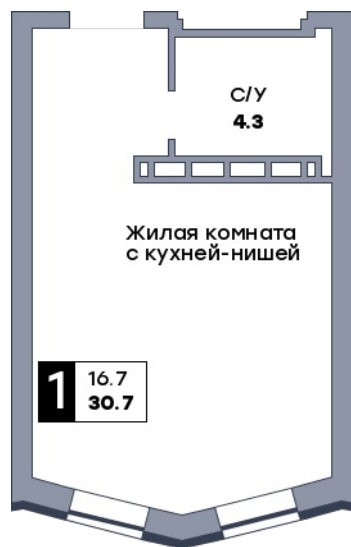 С/У
4.3
Жилая комната
с кухней-нишей
1
16.7
30.7